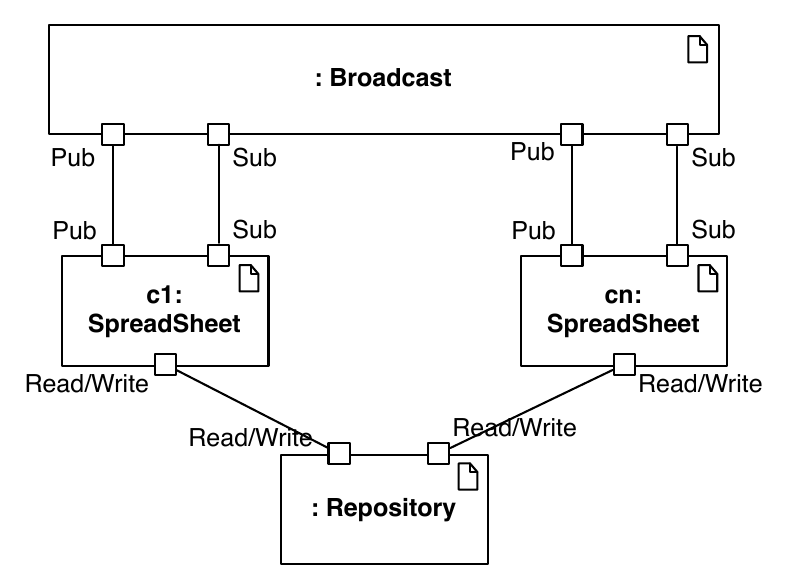 : Broadcast
Pub
Sub
Pub
Sub
Pub
Sub
Pub
Sub
c1:
SpreadSheet
cn:
SpreadSheet
Read/Write
Read/Write
Read/Write
Read/Write
: Repository